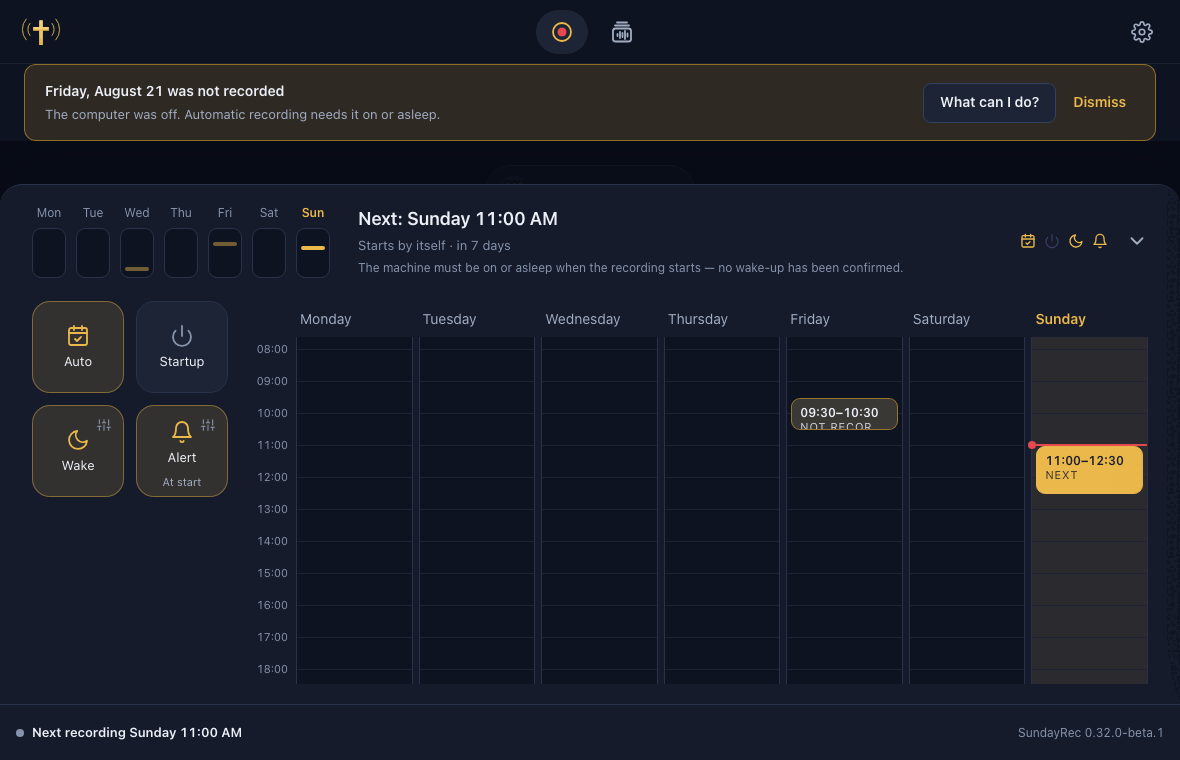 Friday, August 21 was not recorded
The computer was off. Automatic recording needs it on or asleep.
What can I do?
Dismiss
Mon Tue Wed Thu Fri Sat Sun
Next: Sunday 11:00 AM
Starts by itself · in 7 days
The machine must be on or asleep when the recording starts — no wake-up has been confirmed.
Auto
Startup
Wake
Alert
At start
Monday Tuesday Wednesday Thursday Friday Saturday Sunday
08:00
09:00
10:00
11:00
12:00
13:00
14:00
15:00
16:00
17:00
18:00
09:30–10:30
NOT RECOR
11:00–12:30
NEXT
Next recording Sunday 11:00 AM
SundayRec 0.32.0-beta.1